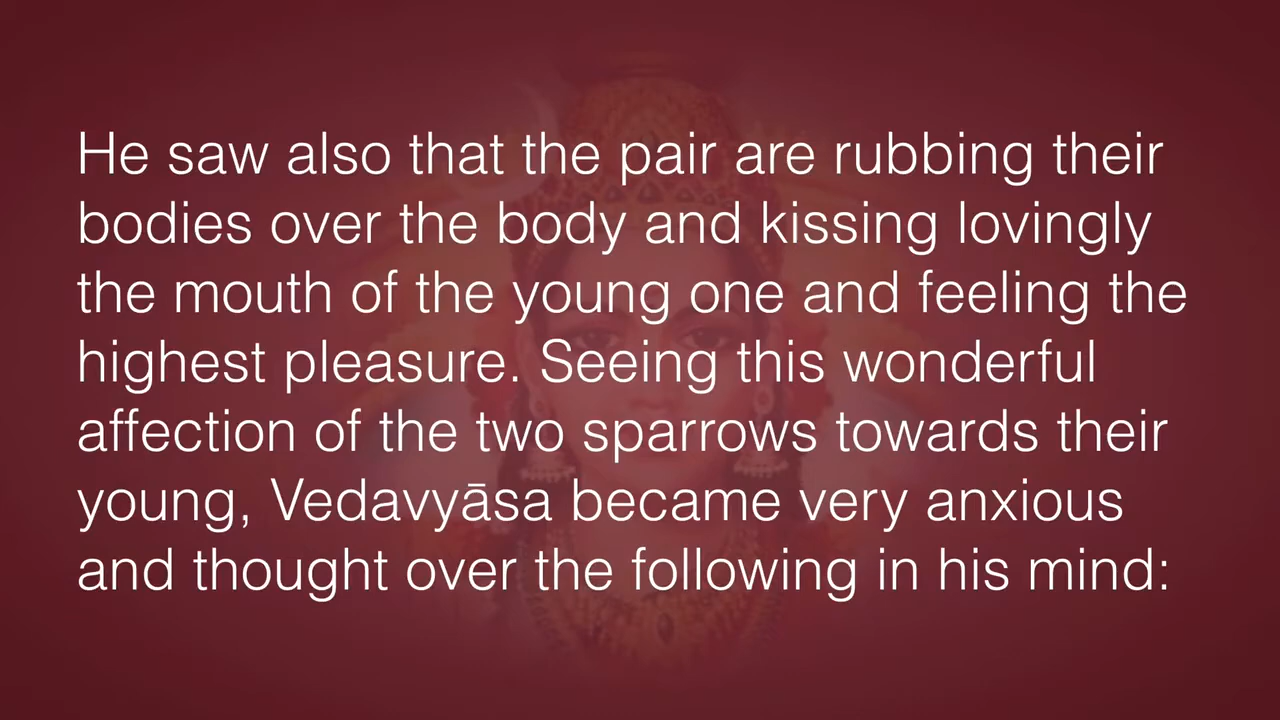 He saw also that the pair are rubbing their
bodies over the body and kissing lovingly
the mouth of the young one and feeling the
highest pleasure. Seeing this wonderful
affection of the two sparrows towards their
young, Vedavyāsa became very anxious
and thought over the following in his mind: